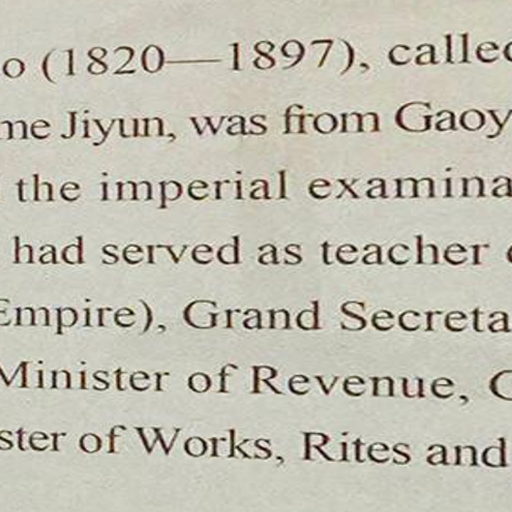 o (1820—1897), called
me Jiyun, was from Gaoy
the imperial examina
had served as teacher
Empire), Grand Secreta
Minister of Revenue,
ster of Works, Rites and